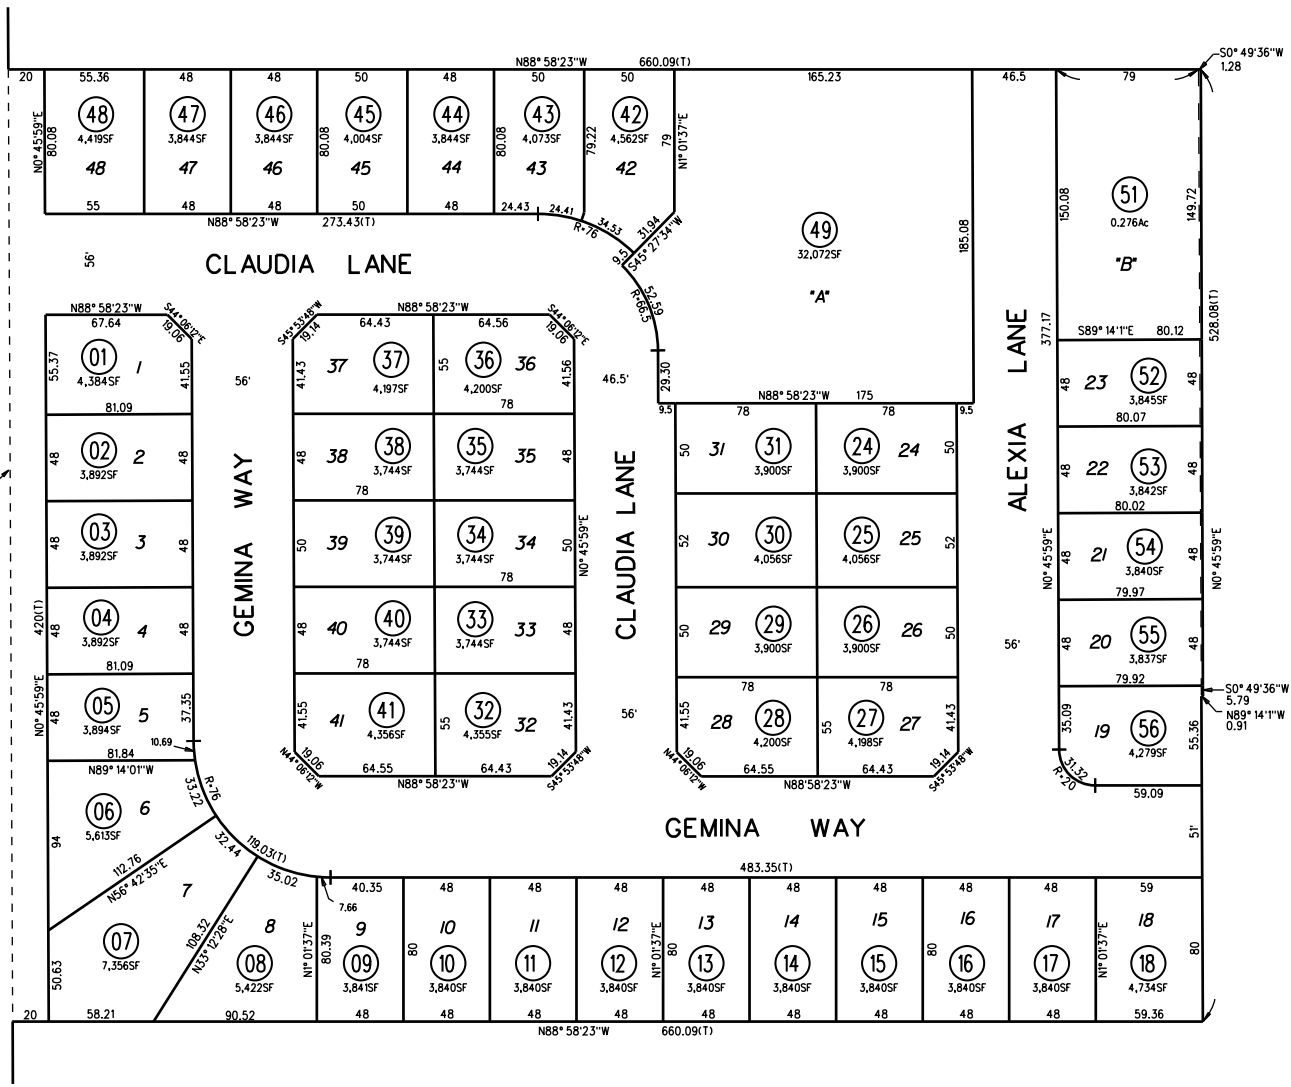 N88° 58'23"W 660.09(T)
S0° 49'36"W
1.28
20 55.36 48 48 50 48 50 50 165.23 46.5 79
N0° 45'59"E
80.08
48
4,419SF
48
47
3,844SF
47
46
3,844SF
46
80.08
45
4,004SF
45
44
3,844SF
44
80.08
43
4,073SF
43
79.22
42
4,562SF
42
79
N1° 01'37"E
55 48 48 50 48 24.43 24.41 34.53 31.94
N88° 58'23"W 273.43(T)
R=76
S45° 27'34"W
9.5
52.59
R=66.5
29.30
49
32,072SF
"A"
185.08
150.08
51
0.276Ac
"B"
149.72
528.08(T)
56'
CLAUDIA LANE
N88° 58'23"W
67.64
S44° 06'12"E
19.06
55.37
01
4,384SF
1
41.55
81.09
48
02
3,892SF
2
48
48
03
3,892SF
3
48
420(T)
48
04
3,892SF
4
48
81.09
N0° 45'59"E
48
05
3,894SF
5
37.35
10.69
81.84
N89° 14'01"W
06
5,613SF
6
94
33.22
R=76
112.76
N56° 42'35"E
32.44
119.03(T)
35.02
7
07
7,356SF
50.63
108.32
N33° 12'28"E
58.21
20
8
08
5,422SF
90.52
56'
GEMINA WAY
S45° 53'48"W
19.14
N88° 58'23"W
64.43 64.56
S44° 06'12"E
19.06
41.43
37
37
4,197SF
55
36
4,200SF
36
41.56
78
48
38
38
3,744SF
35
3,744SF
35
48
78
50
39
39
3,744SF
34
3,744SF
34
50
N0° 45'59"E
78
48
40
40
3,744SF
33
3,744SF
33
48
78
41.55
41
41
4,356SF
55
32
4,355SF
32
41.43
19.06
N44° 06'12"W
64.55 64.43
N88° 58'23"W
19.14
S45° 53'48"W
46.5'
CLAUDIA LANE
56'
N88° 58'23"W 175
9.5 78 78 9.5
50
31
31
3,900SF
24
3,900SF
24
50
52
30
30
4,056SF
25
4,056SF
25
52
50
29
29
3,900SF
26
3,900SF
26
50
78 78
41.55
28
28
4,200SF
55
27
4,198SF
27
41.43
19.06
N44° 06'12"W
64.55 64.43
N88°58'23"W
19.14
S45° 53'48"W
ALEXIA LANE
377.17
56'
N0° 45'59"E
S89° 14'1"E 80.12
48
23
52
3,845SF
48
80.07
48
22
53
3,842SF
48
80.02
48
21
54
3,840SF
48
N0° 45'59"E
79.97
48
20
55
3,837SF
48
79.92
S0° 49'36"W
5.79
N89° 14'1"W
0.91
35.09
19
56
4,279SF
55.36
31.32
R=20
59.09
51'
GEMINA WAY
483.35(T)
7.66
40.35 48 48 48 48 48 48 48 48 59
N1° 01'37"E
80.39
9
09
3,841SF
80
10
10
3,840SF
11
11
3,840SF
12
12
3,840SF
N1° 01'37"E
80
13
13
3,840SF
14
14
3,840SF
15
15
3,840SF
80
16
16
3,840SF
17
17
3,840SF
N1° 01'37"E
18
18
4,734SF
80
48 48 48 48 48 48 48 48 48 59.36
N88° 58'23"W 660.09(T)